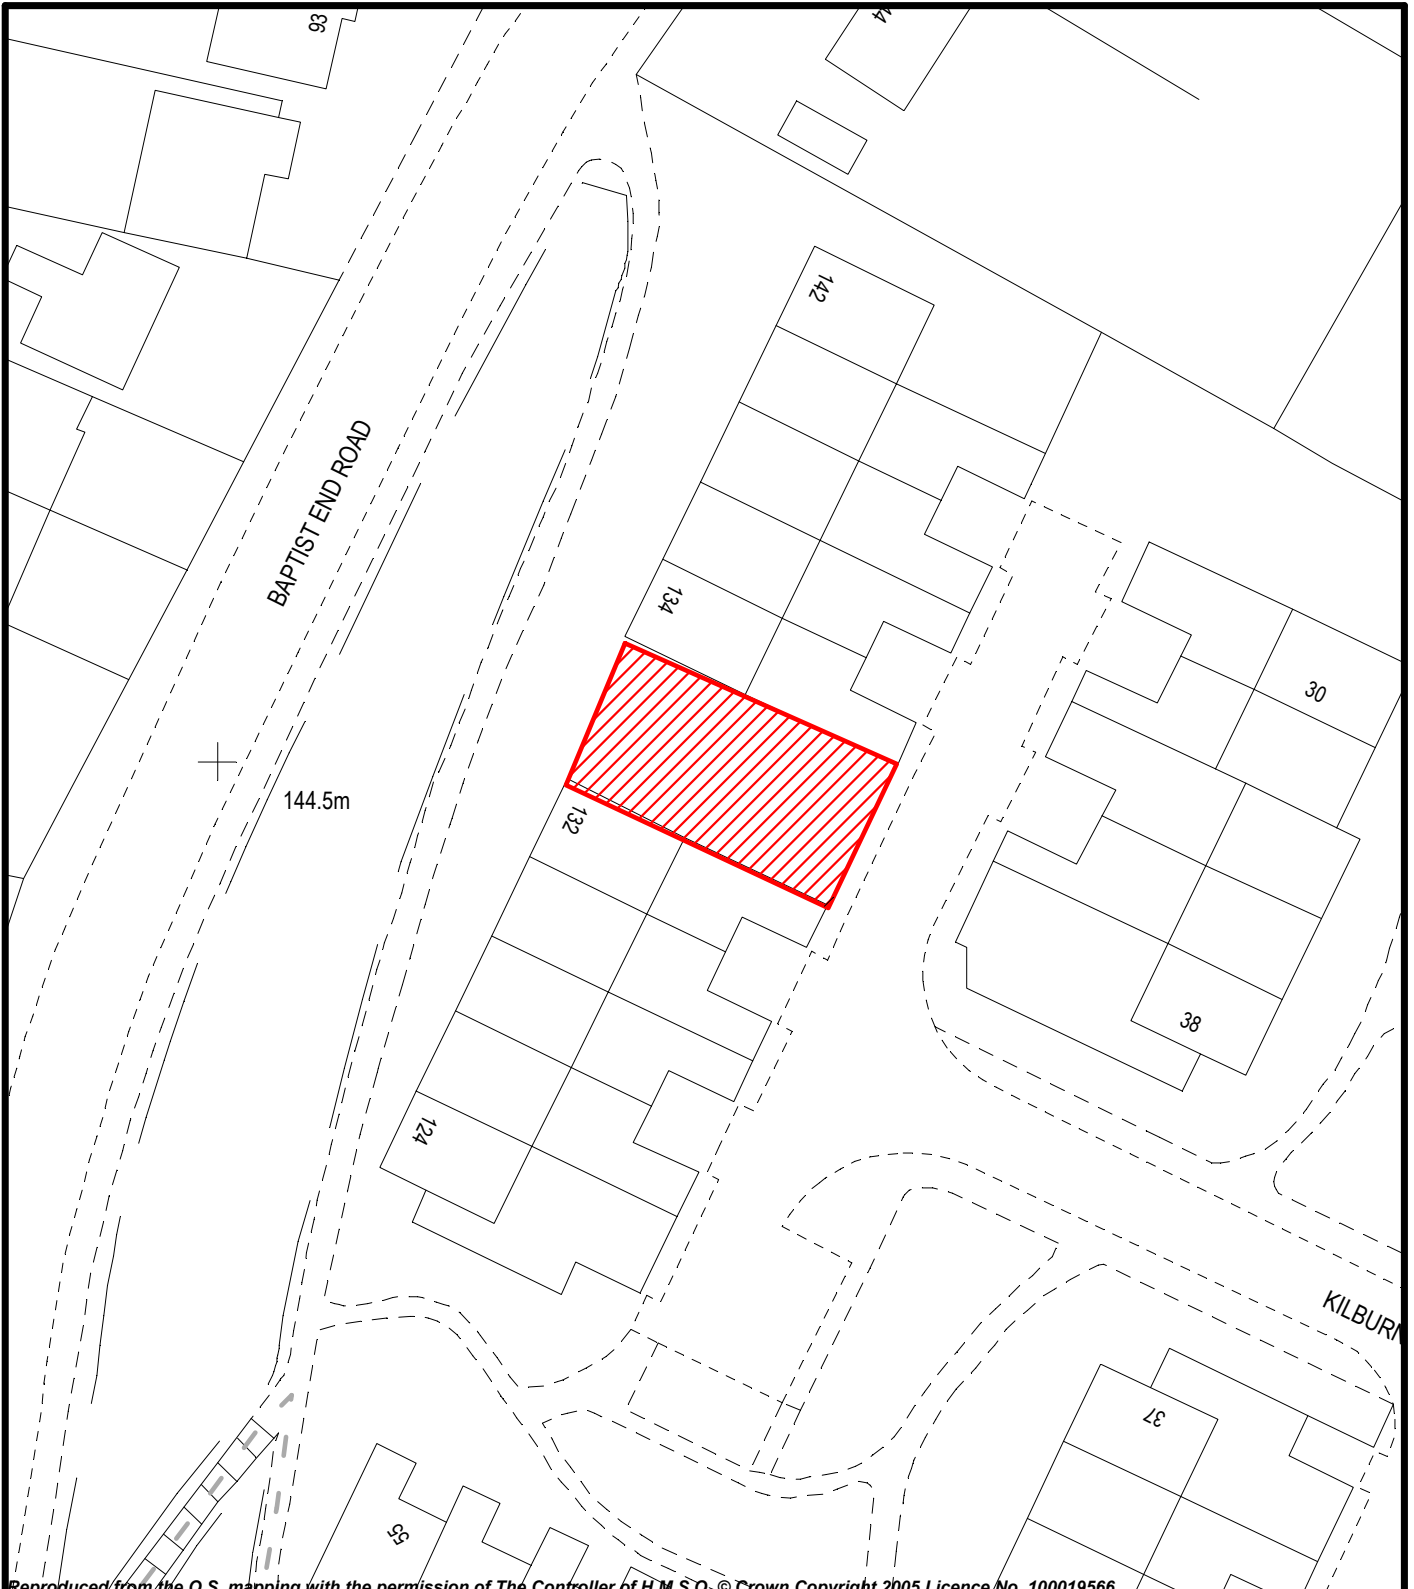 93
142
BAPTIST END ROAD
134
30
144.5m
132
38
124
KILBURN
37
55
Reproduced from the O.S. mapping with the permission of The Controller of H.M.S.O. © Crown Copyright 2005 Licence No. 100019566